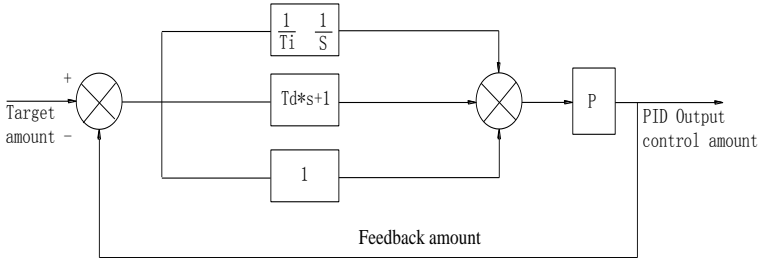 1 1
Ti S
+
Td*s+1
P
Target
amount -
PID Output
control amount
1
Feedback amount